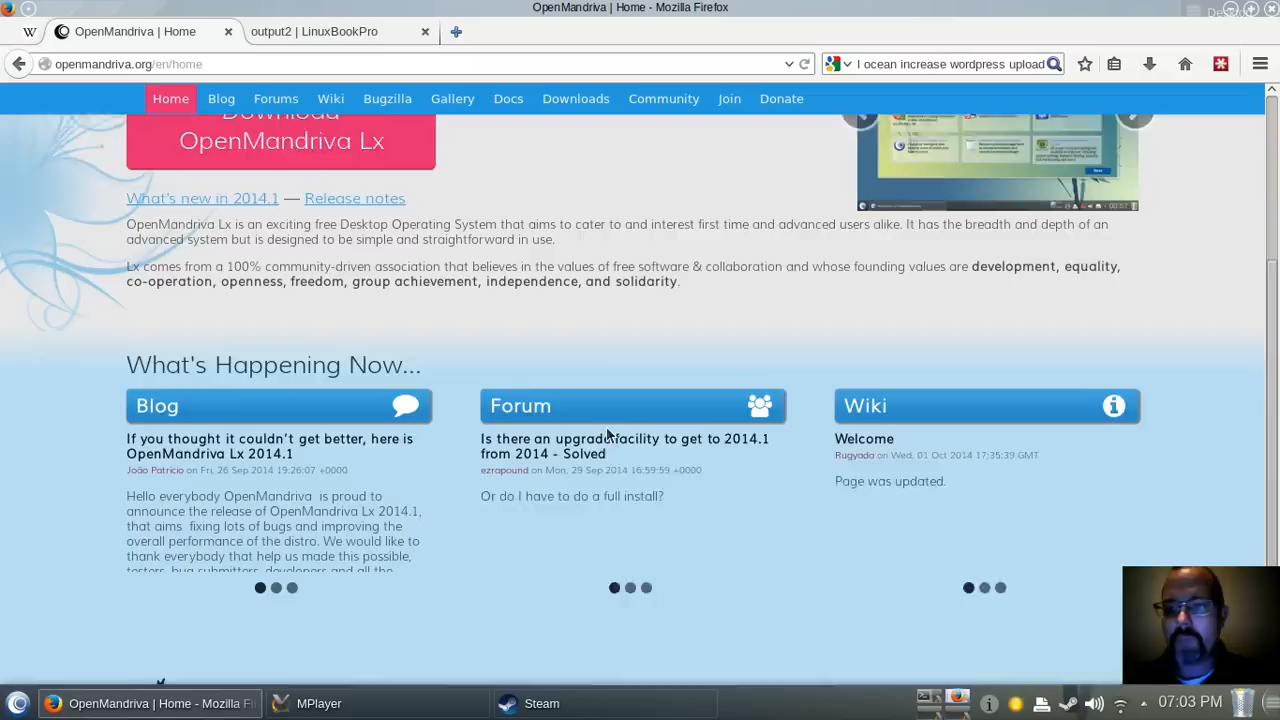 OpenMandriva | Home - Mozilla Firefox
W OpenMandriva | Home output2 | LinuxBookPro
openmandriva.org/en/home l ocean increase wordpress upload
Home Blog Forums Wiki Bugzilla Gallery Docs Downloads Community Join Donate
Download
OpenMandriva Lx
What's new in 2014.1 — Release notes
OpenMandriva Lx is an exciting free Desktop Operating System that aims to cater to and interest first time and advanced users alike. It has the breadth and depth of an
advanced system but is designed to be simple and straightforward in use.
Lx comes from a 100% community-driven association that believes in the values of free software & collaboration and whose founding values are development, equality,
co-operation, openness, freedom, group achievement, independence, and solidarity.
What's Happening Now...
Blog
If you thought it couldn't get better, here is
OpenMandriva Lx 2014.1
João Patrício on Fri, 26 Sep 2014 19:26:07 +0000
Hello everybody OpenMandriva is proud to
announce the release of OpenMandriva Lx 2014.1,
that aims fixing lots of bugs and improving the
overall performance of the distro. We would like to
thank everybody that help us made this possible,
testers, bug submitters, developers and all the
Forum
Is there an upgrade facility to get to 2014.1
from 2014 - Solved
ezrapound on Mon, 29 Sep 2014 16:59:59 +0000
Or do I have to do a full install?
Wiki
Welcome
Rugyada on Wed, 01 Oct 2014 17:35:39 GMT
Page was updated.
OpenMandriva | Home - Mozilla Fi MPlayer Steam 07:03 PM